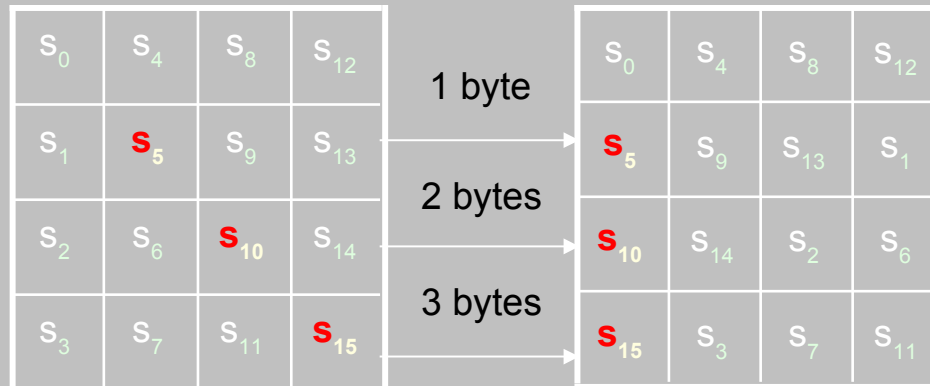 S₀ S₄ S₈ S₁₂
S₁ S₅ S₉ S₁₃
S₂ S₆ S₁₀ S₁₄
S₃ S₇ S₁₁ S₁₅
1 byte
2 bytes
3 bytes
S₀ S₄ S₈ S₁₂
S₅ S₉ S₁₃ S₁
S₁₀ S₁₄ S₂ S₆
S₁₅ S₃ S₇ S₁₁